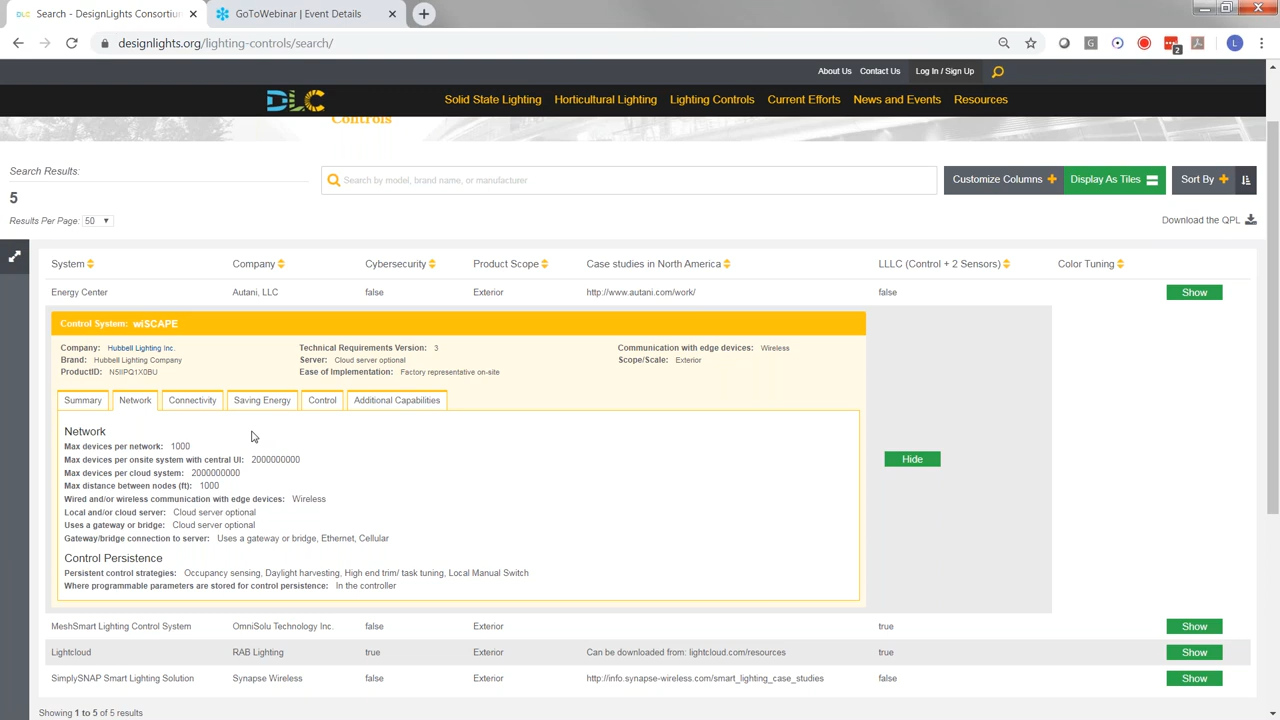 DLC Search - DesignLights Consortium × GoToWebinar | Event Details ×
designlights.org/lighting-controls/search/ G 2 L
About Us Contact Us Log In / Sign Up
DLC Solid State Lighting Horticultural Lighting Lighting Controls Current Efforts News and Events Resources
Controls
Search Results:
5
Search by model, brand name, or manufacturer
Customize Columns + Display As Tiles Sort By +
Results Per Page: 50
Download the QPL
System Company Cybersecurity Product Scope Case studies in North America LLLC (Control + 2 Sensors) Color Tuning
Energy Center Autani, LLC false Exterior http://www.autani.com/work/ false Show
Control System: wiSCAPE
Company: Hubbell Lighting Inc. Technical Requirements Version: 3 Communication with edge devices: Wireless
Brand: Hubbell Lighting Company Server: Cloud server optional Scope/Scale: Exterior
ProductID: N5IIPQ1X0BU Ease of Implementation: Factory representative on-site
Summary Network Connectivity Saving Energy Control Additional Capabilities
Network
Max devices per network: 1000
Max devices per onsite system with central UI: 2000000000
Max devices per cloud system: 2000000000
Hide
Max distance between nodes (ft): 1000
Wired and/or wireless communication with edge devices: Wireless
Local and/or cloud server: Cloud server optional
Uses a gateway or bridge: Cloud server optional
Gateway/bridge connection to server: Uses a gateway or bridge, Ethernet, Cellular
Control Persistence
Persistent control strategies: Occupancy sensing, Daylight harvesting, High end trim/ task tuning, Local Manual Switch
Where programmable parameters are stored for control persistence: In the controller
MeshSmart Lighting Control System OmniSolu Technology Inc. false Exterior true Show
Lightcloud RAB Lighting true Exterior Can be downloaded from: lightcloud.com/resources true Show
SimplySNAP Smart Lighting Solution Synapse Wireless false Exterior http://info.synapse-wireless.com/smart_lighting_case_studies false Show
Showing 1 to 5 of 5 results